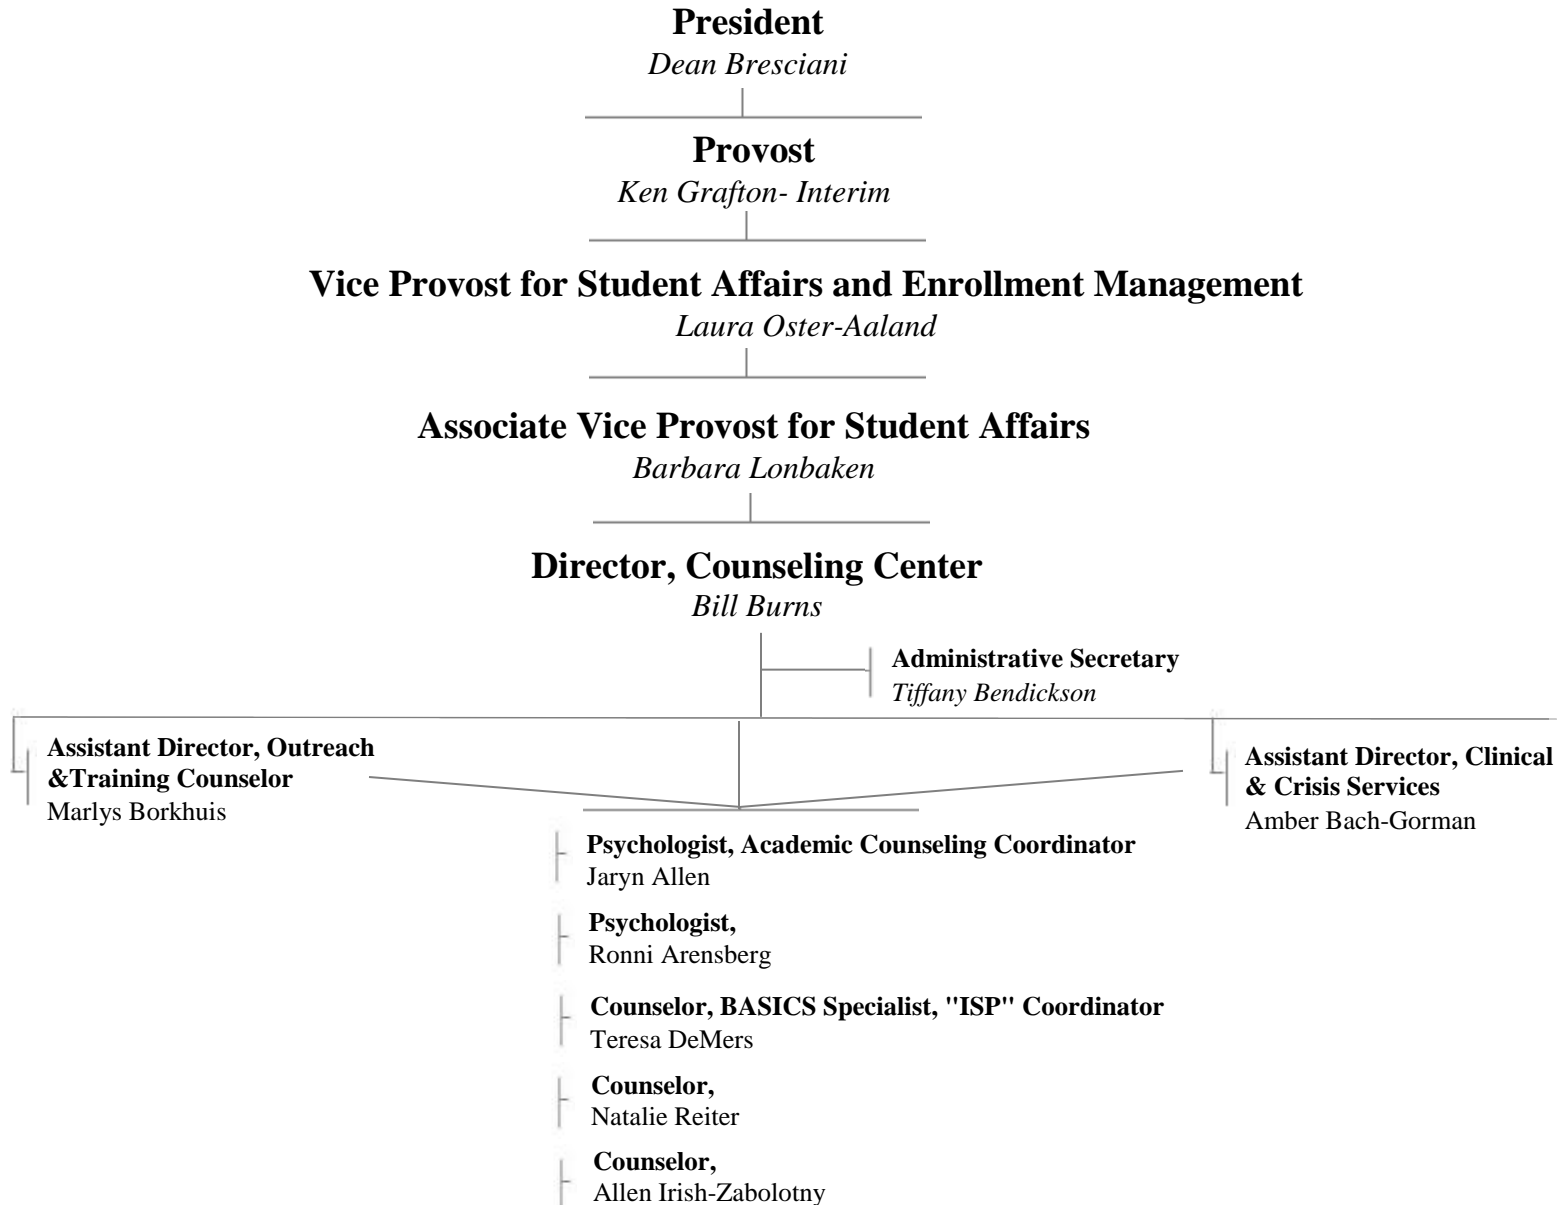 President
Dean Bresciani
Provost
Ken Grafton- Interim
Vice Provost for Student Affairs and Enrollment Management
Laura Oster-Aaland
Associate Vice Provost for Student Affairs
Barbara Lonbaken
Director, Counseling Center
Bill Burns
Administrative Secretary
Tiffany Bendickson
Assistant Director, Outreach
&Training Counselor
Marlys Borkhuis
Assistant Director, Clinical
& Crisis Services
Amber Bach-Gorman
Psychologist, Academic Counseling Coordinator
Jaryn Allen
Psychologist,
Ronni Arensberg
Counselor, BASICS Specialist, "ISP" Coordinator
Teresa DeMers
Counselor,
Natalie Reiter
Counselor,
Allen Irish-Zabolotny